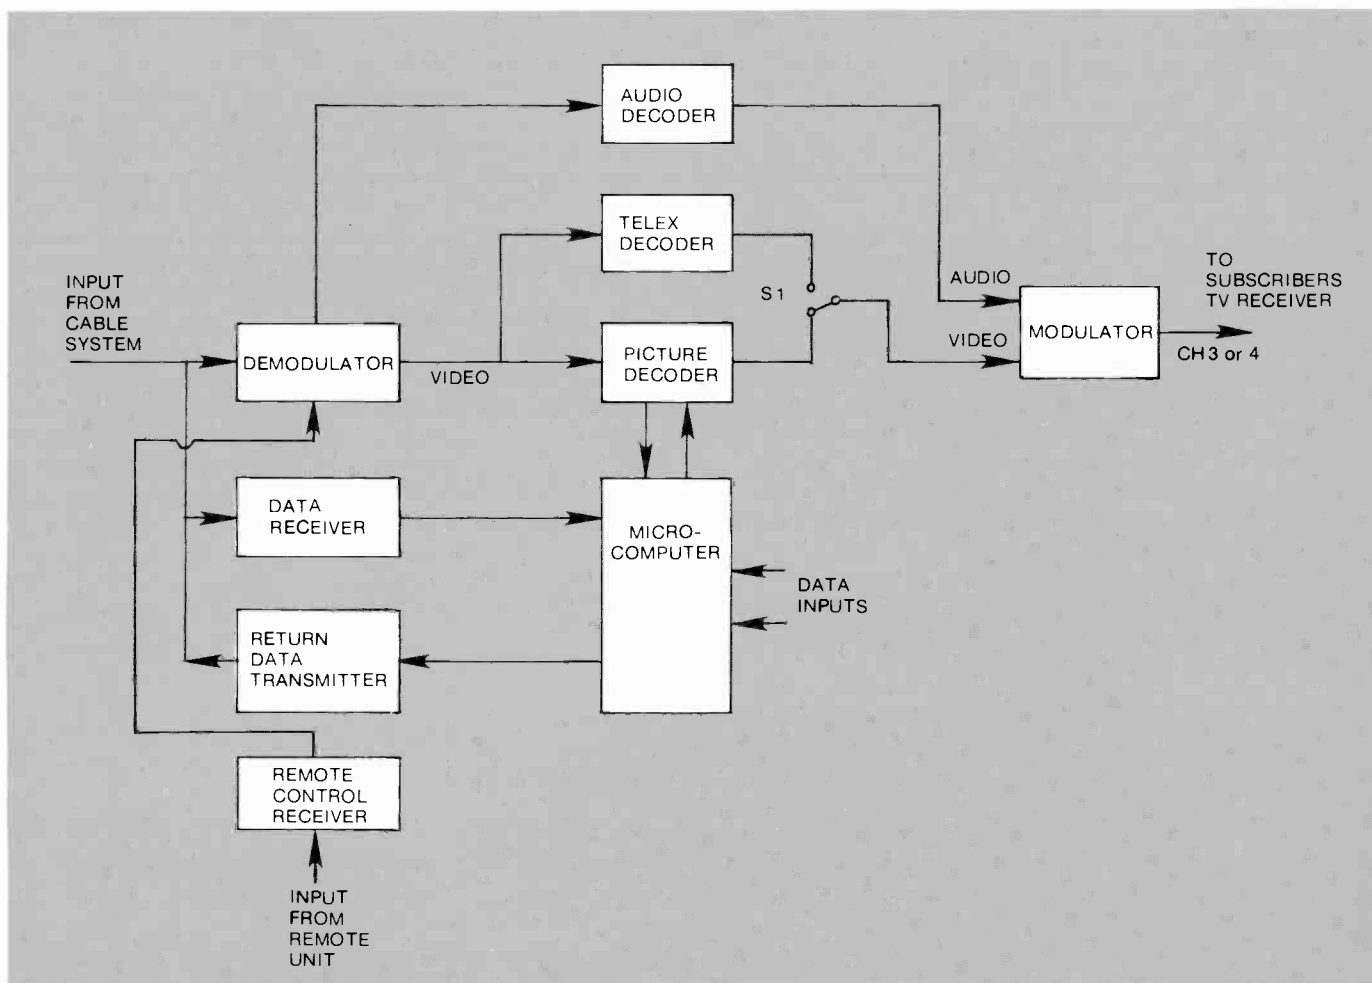 AUDIO
DECODER
TELEX
DECODER
INPUT
FROM
CABLE
SYSTEM
DEMODULATOR
VIDEO
PICTURE
DECODER
S1
AUDIO
VIDEO
MODULATOR
TO
SUBSCRIBERS
TV RECEIVER
CH 3 or 4
DATA
RECEIVER
MICRO-
COMPUTER
DATA
INPUTS
RETURN
DATA
TRANSMITTER
REMOTE
CONTROL
RECEIVER
INPUT
FROM
REMOTE
UNIT